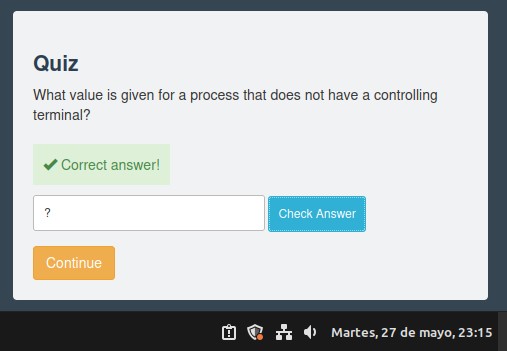 Quiz
What value is given for a process that does not have a controlling
terminal?
Correct answer!
?
Check Answer
Continue
Martes, 27 de mayo, 23:15